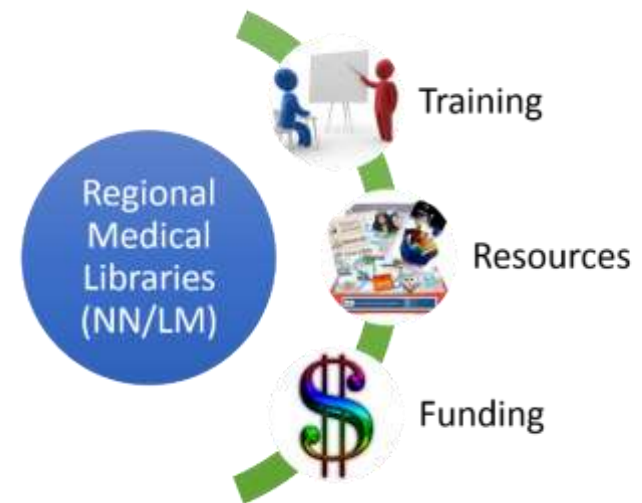 Regional
Medical
Libraries
(NN/LM)
Training
Resources
Funding